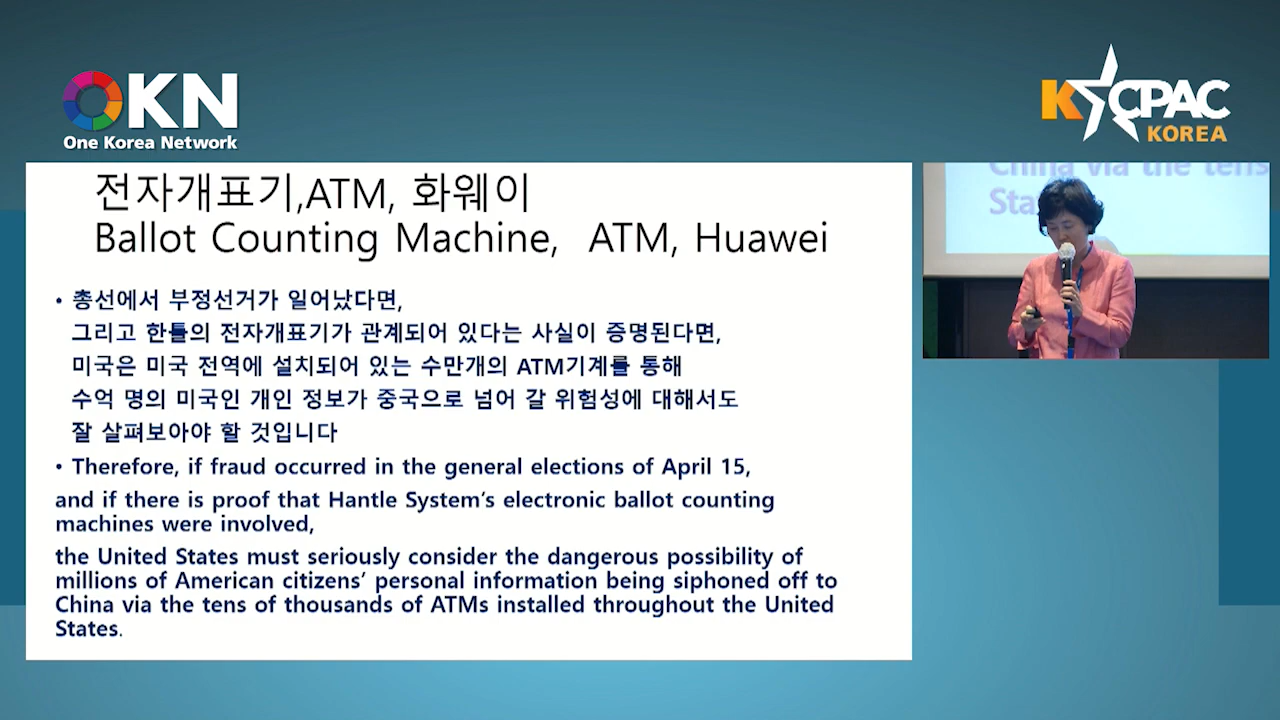 OKN
One Korea Network
KCPAC
KOREA
전자개표기,ATM, 화웨이
Ballot Counting Machine,  ATM, Huawei
• 총선에서 부정선거가 일어났다면,
그리고 한틀의 전자개표기가 관계되어 있다는 사실이 증명된다면,
미국은 미국 전역에 설치되어 있는 수만개의 ATM기계를 통해
수억 명의 미국인 개인 정보가 중국으로 넘어 갈 위험성에 대해서도
잘 살펴보아야 할 것입니다
• Therefore, if fraud occurred in the general elections of April 15,
and if there is proof that Hantle System's electronic ballot counting
machines were involved,
the United States must seriously consider the dangerous possibility of
millions of American citizens' personal information being siphoned off to
China via the tens of thousands of ATMs installed throughout the United
States.
China via the tens
Sta